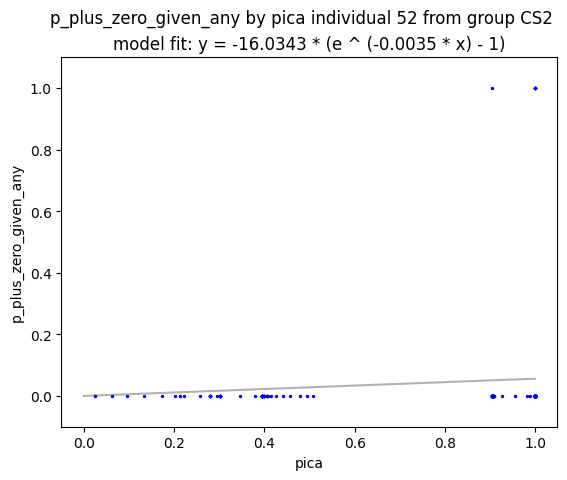 p_plus_zero_given_any by pica individual 52 from group CS2
model fit: y = -16.0343 * (e ^ (-0.0035 * x) - 1)
1.0
0.8
0.6
0.4
0.2
0.0
p_plus_zero_given_any
0.0 0.2 0.4 0.6 0.8 1.0
pica